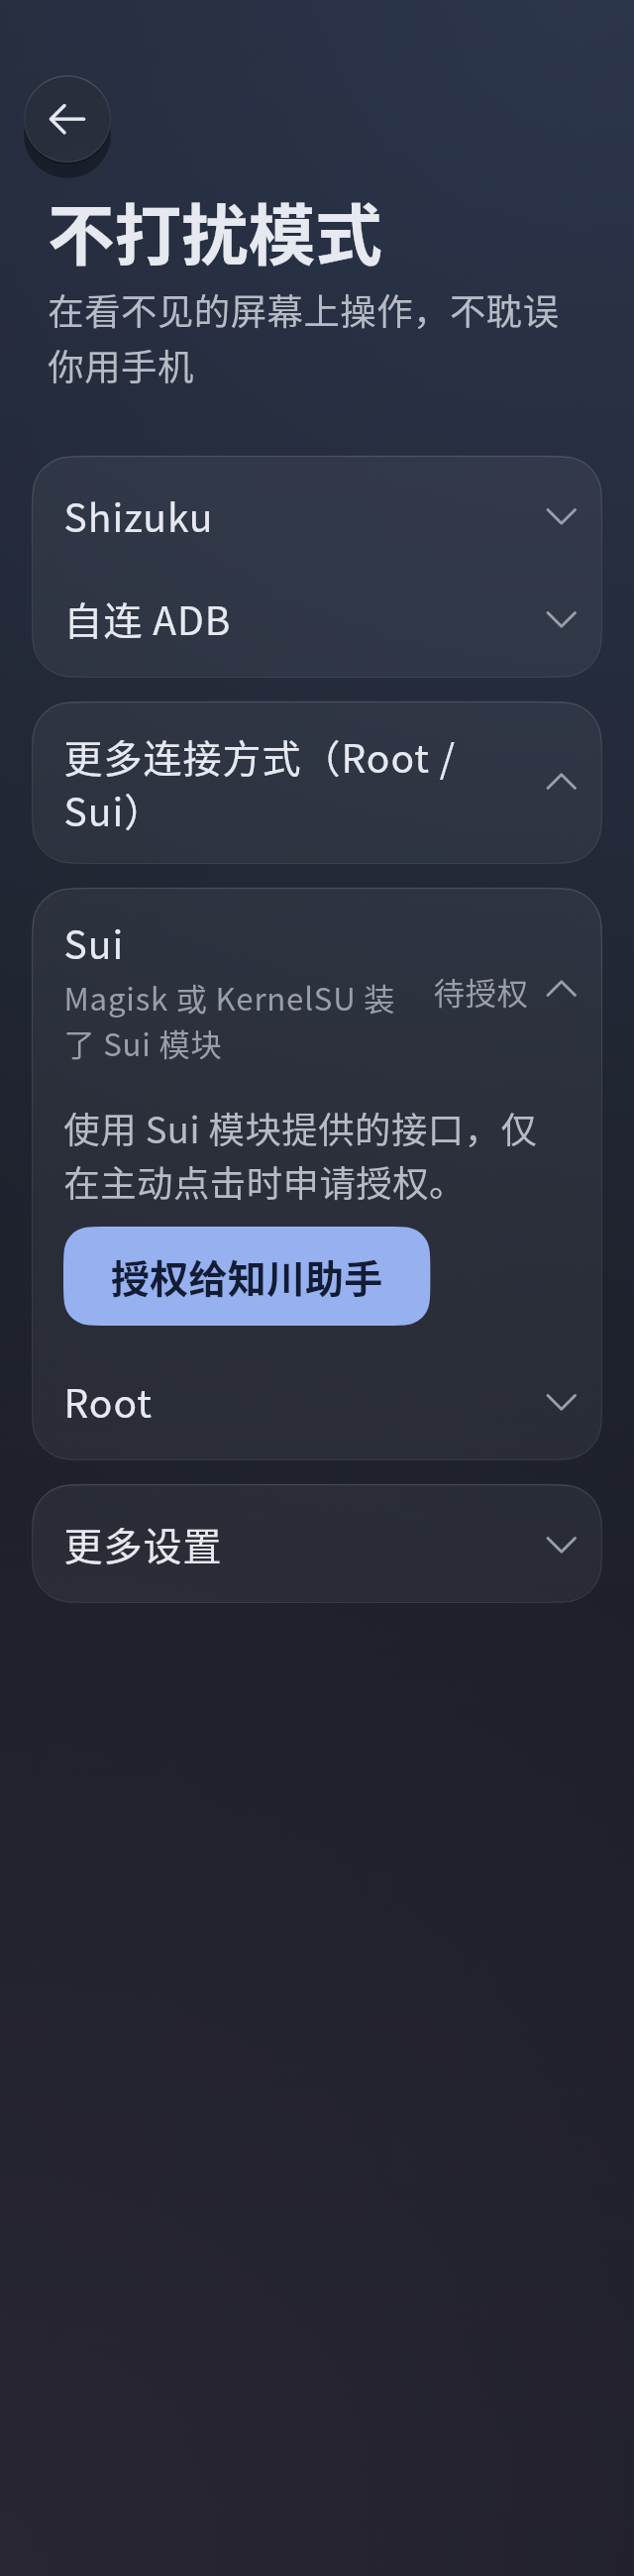 不打扰模式
在看不见的屏幕上操作，不耽误
你用手机
Shizuku
自连 ADB
更多连接方式（Root /
Sui）
Sui
Magisk 或 KernelSU 装
了 Sui 模块
待授权
使用 Sui 模块提供的接口，仅
在主动点击时申请授权。
授权给知川助手
Root
更多设置